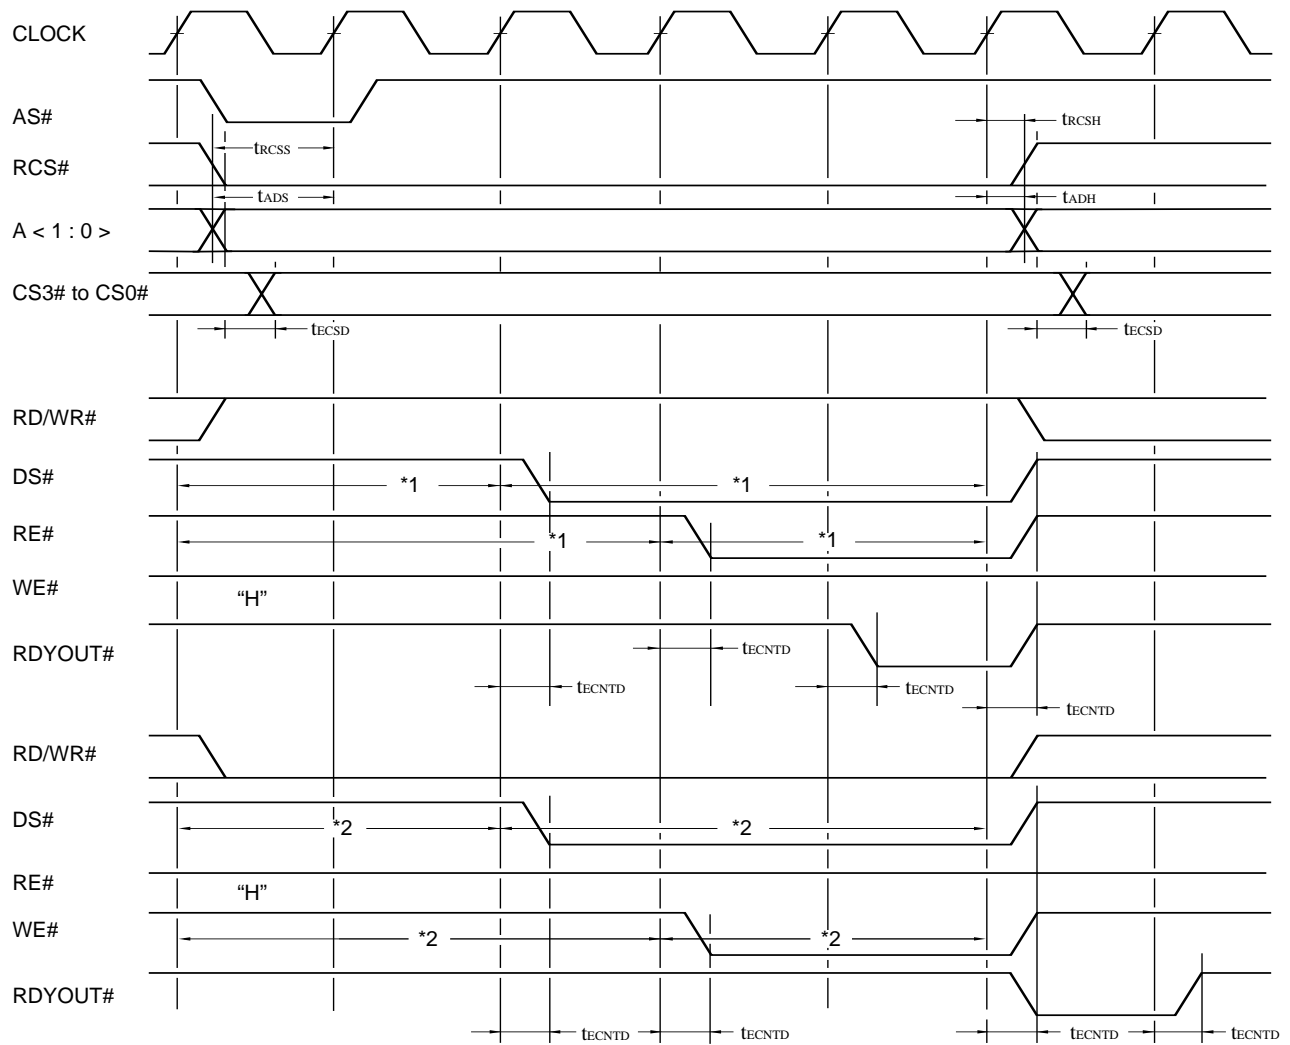 CLOCK
AS#
tRCSH
tRCSS
RCS#
tADS
tADH
A < 1 : 0 >
CS3# to CS0#
tECSD
tECSD
RD/WR#
DS#
*1
*1
RE#
*1
*1
WE#
“H”
RDYOUT#
tECNTD
tECNTD
tECNTD
tECNTD
RD/WR#
DS#
*2
*2
RE#
“H”
WE#
*2
*2
RDYOUT#
tECNTD
tECNTD
tECNTD
tECNTD